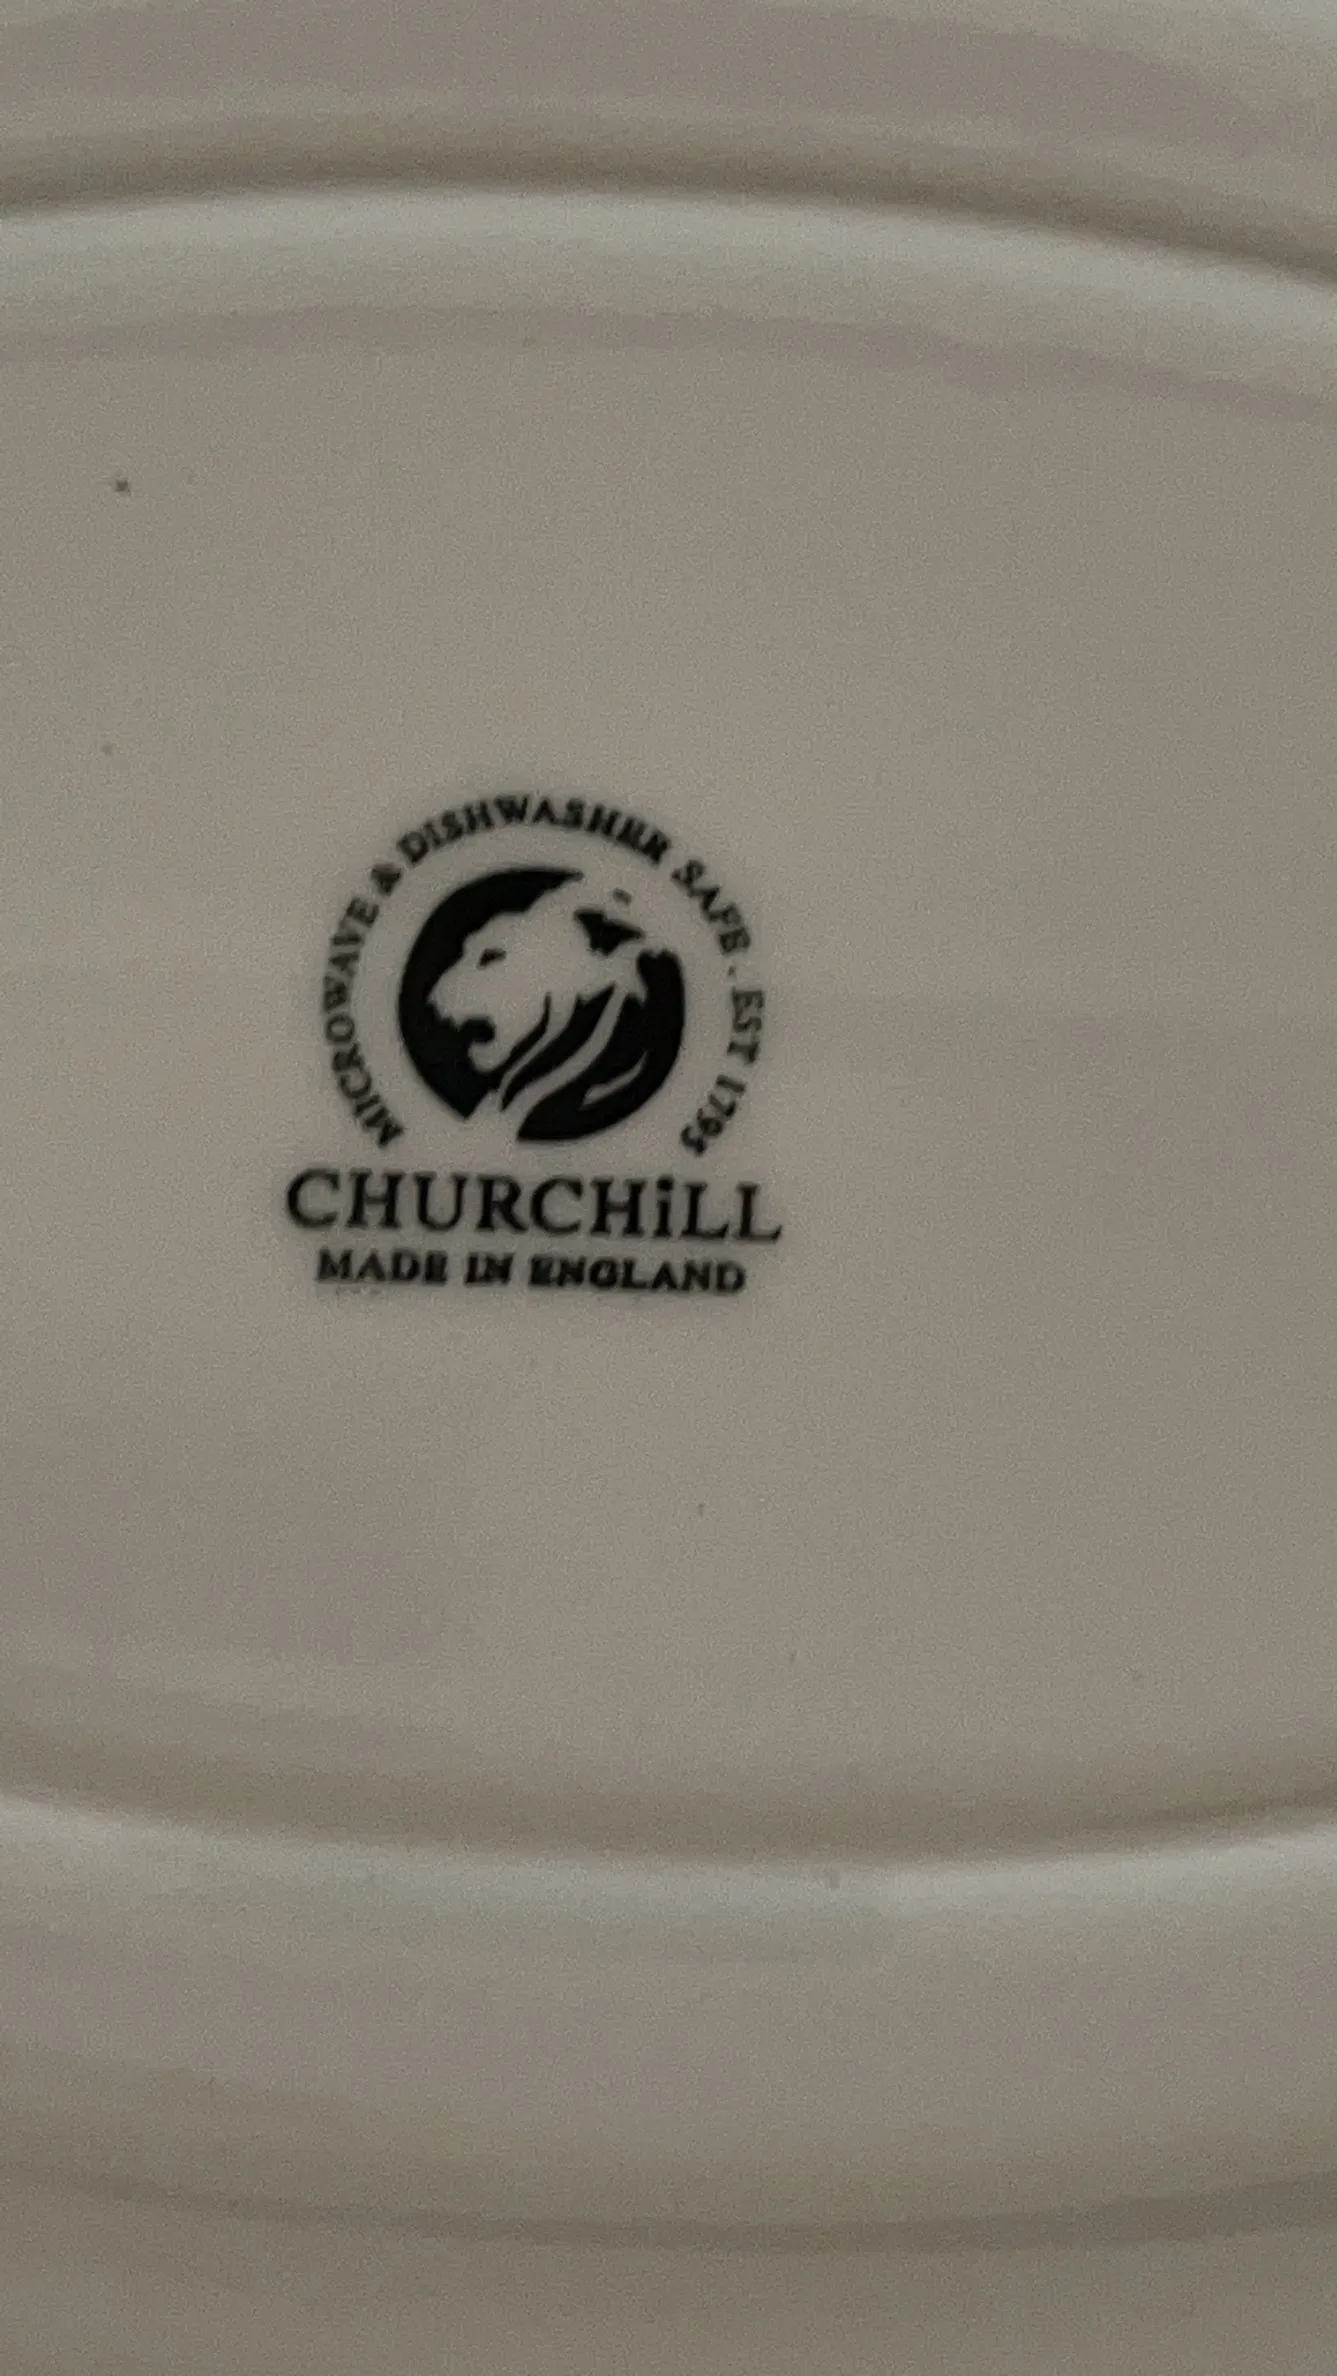 MICROWAVE & DISHWASHER SAFE . EST 1795
CHURCHiLL
MADE IN ENGLAND